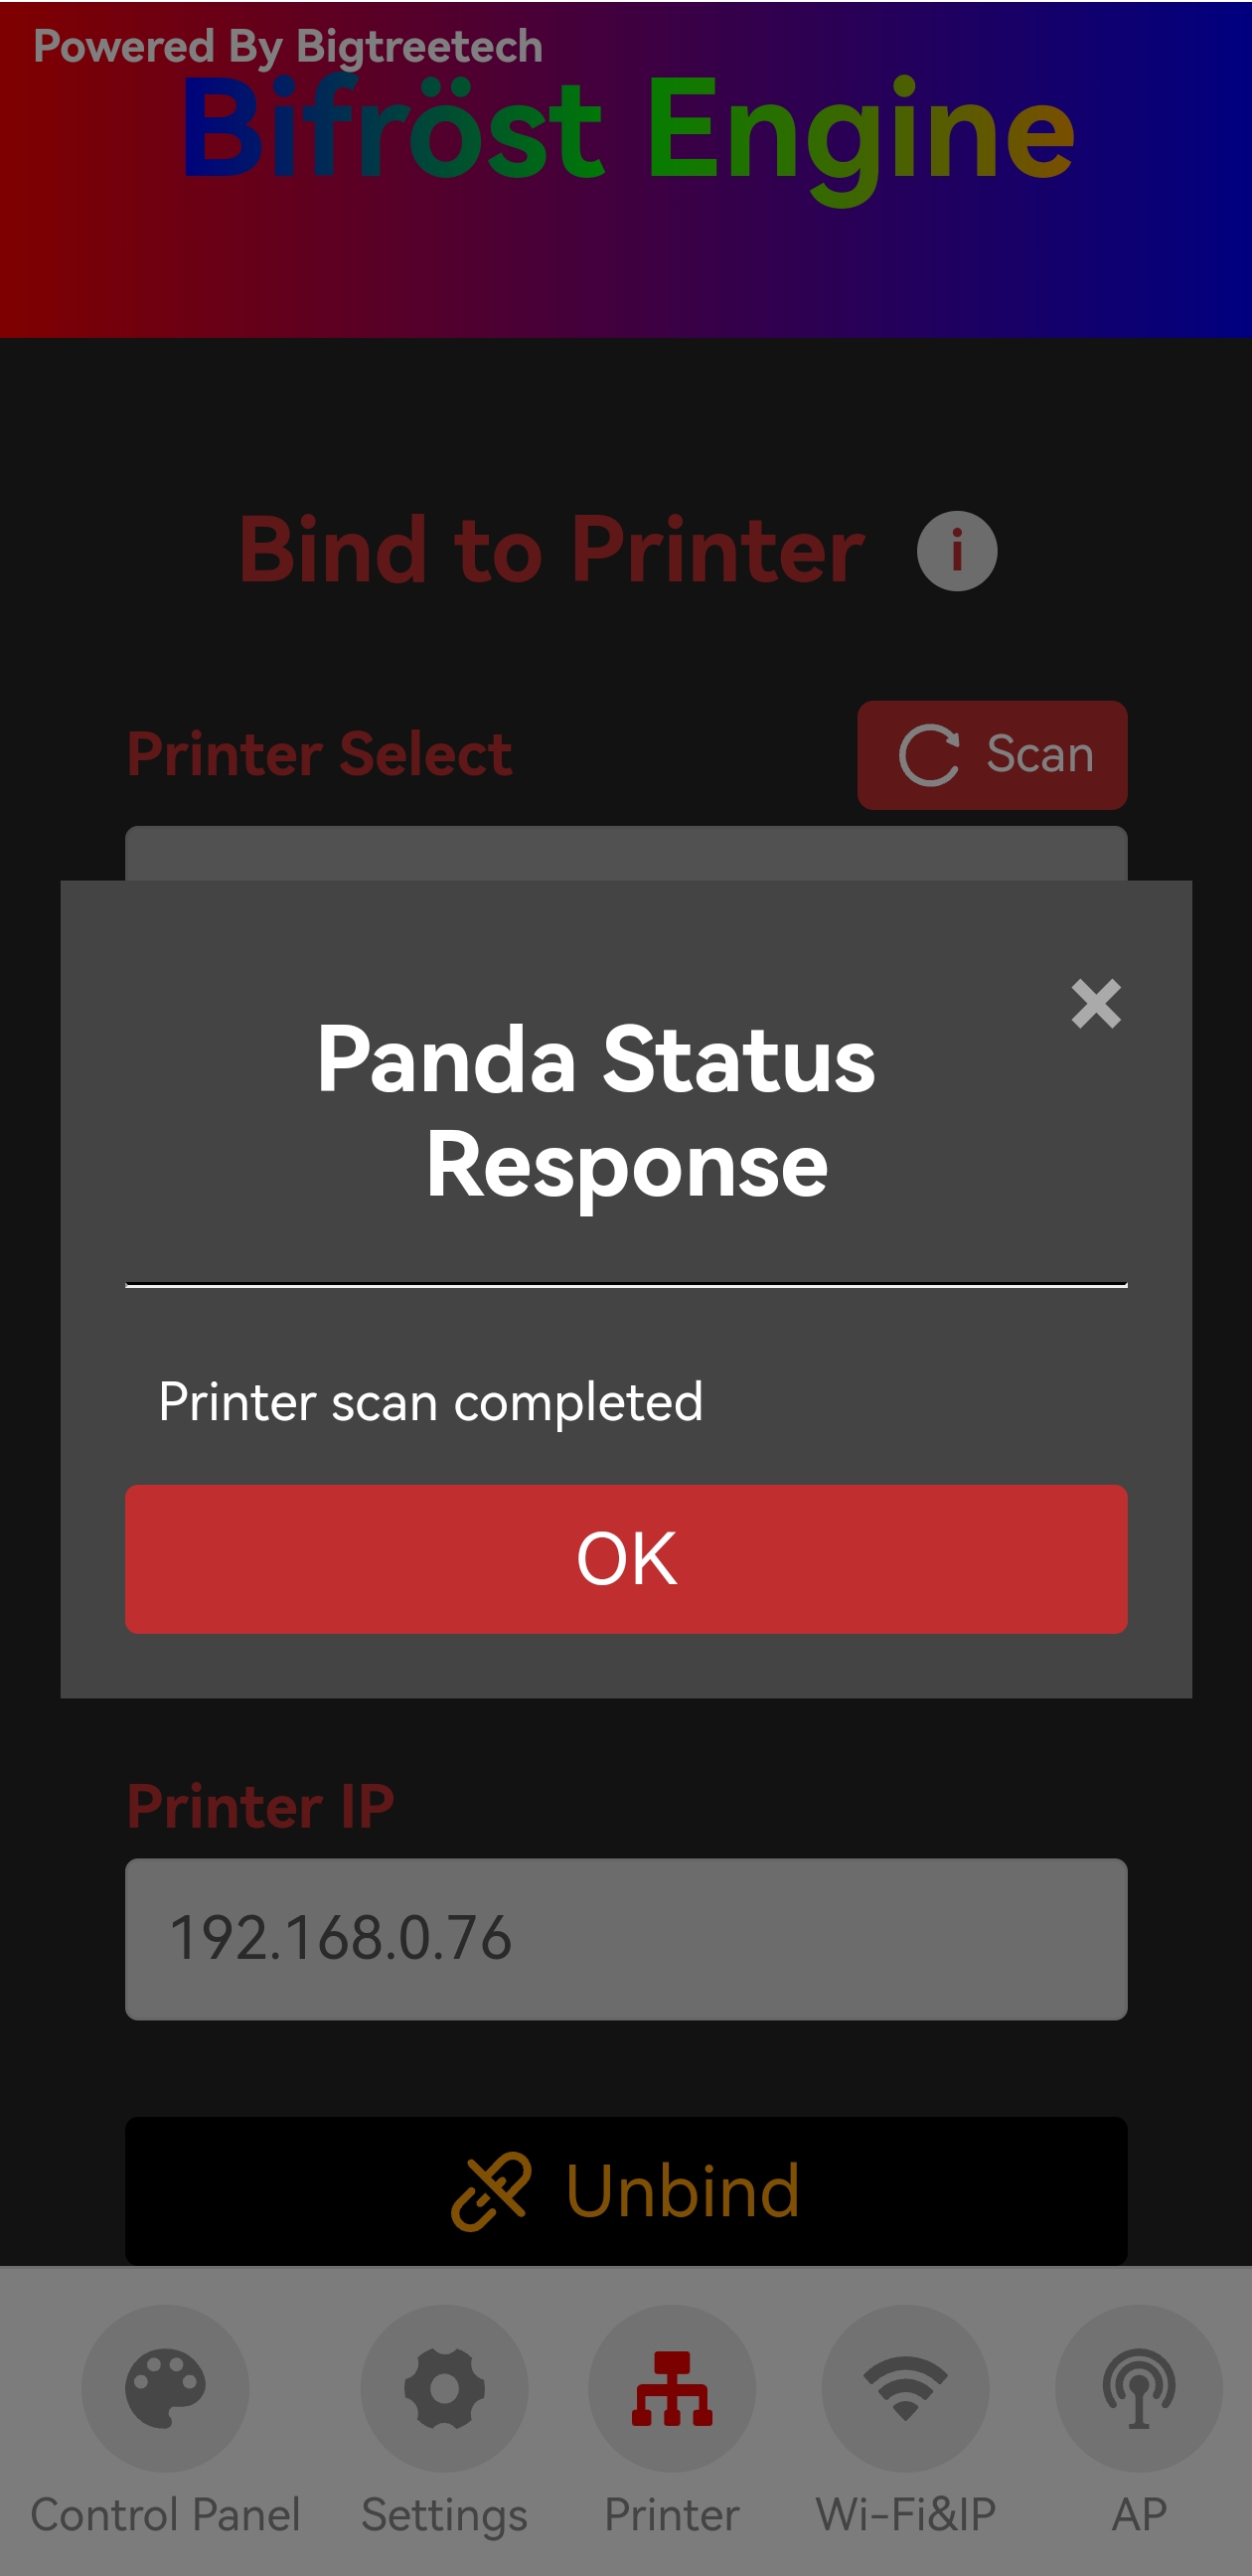 Powered By Bigtreetech
Bifröst Engine
Bind to Printer i
Printer Select
Scan
Panda Status
Response
Printer scan completed
OK
Printer IP
192.168.0.76
Unbind
Control Panel
Settings
Printer
Wi-Fi&IP
AP